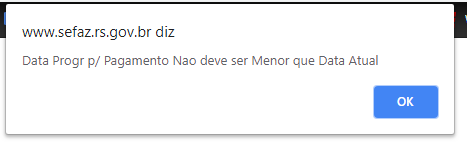 www.sefaz.rs.gov.br diz
Data Progr p/ Pagamento Nao deve ser Menor que Data Atual
OK